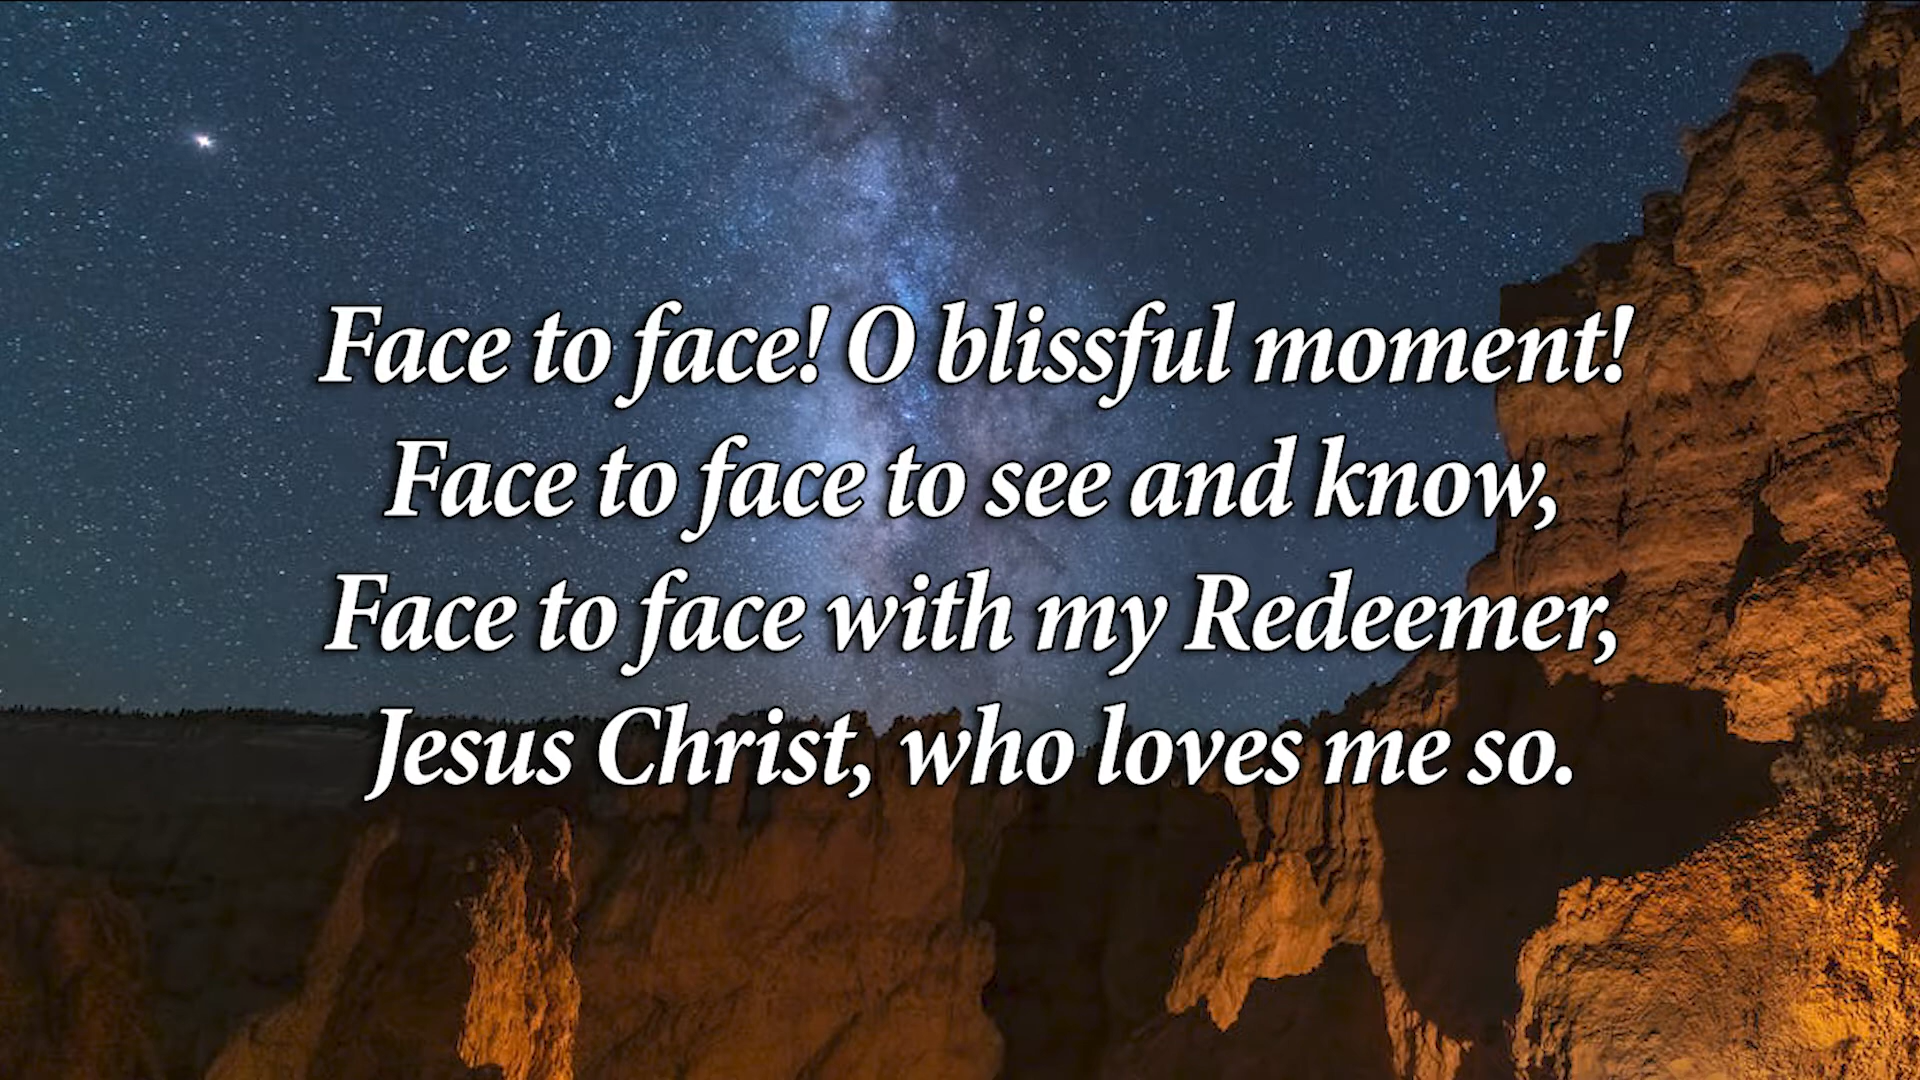 Face to face! O blissful moment!
Face to face to see and know,
Face to face with my Redeemer,
Jesus Christ, who loves me so.